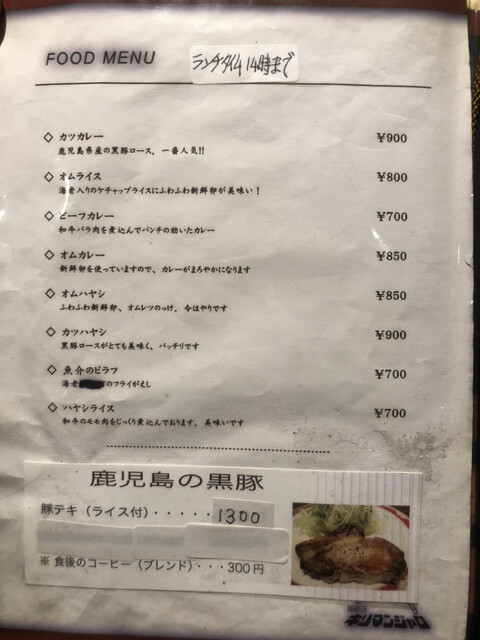 FOOD MENU
ランチタイム14時まで
◇ カツカレー ¥900
鹿児島県産の黒豚ロース，一番人気!!
◇ オムライス ¥800
海老入りのケチャップライスにふわふわ新鮮卵が美味い！
◇ ビーフカレー ¥700
和牛バラ肉を煮込んでパンチの効いたカレー
◇ オムカレー ¥850
新鮮卵を使っていますので、カレーがまろやかになります
◇ オムハヤシ ¥850
ふわふわ新鮮卵、オムレツのっけ，今はやりです
◇ カツハヤシ ¥900
黒豚ロースがとても美味く、バッチリです
◇ 魚介のピラフ ¥700
海老 のフライがえし
◇ ハヤシライス ¥700
和牛のモモ肉をじっくり煮込んでおります，美味いです
鹿児島の黒豚
豚テキ（ライス付）・・・・・1300
※ 食後のコーヒー（ブレンド）・・・300円
キリマンジャロ